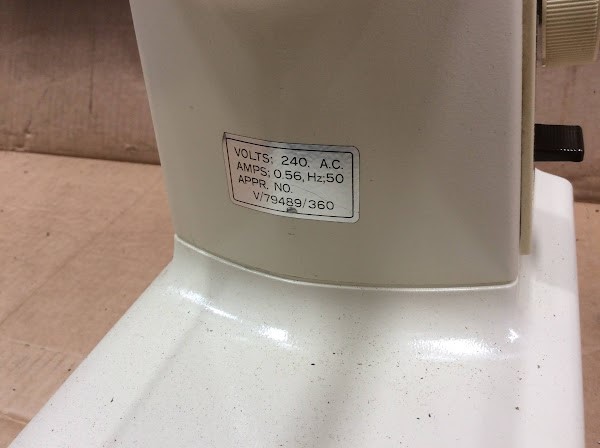 VOLTS: 240. A.C.
AMPS; 0.56, Hz;50
APPR. NO.
V/79489/360